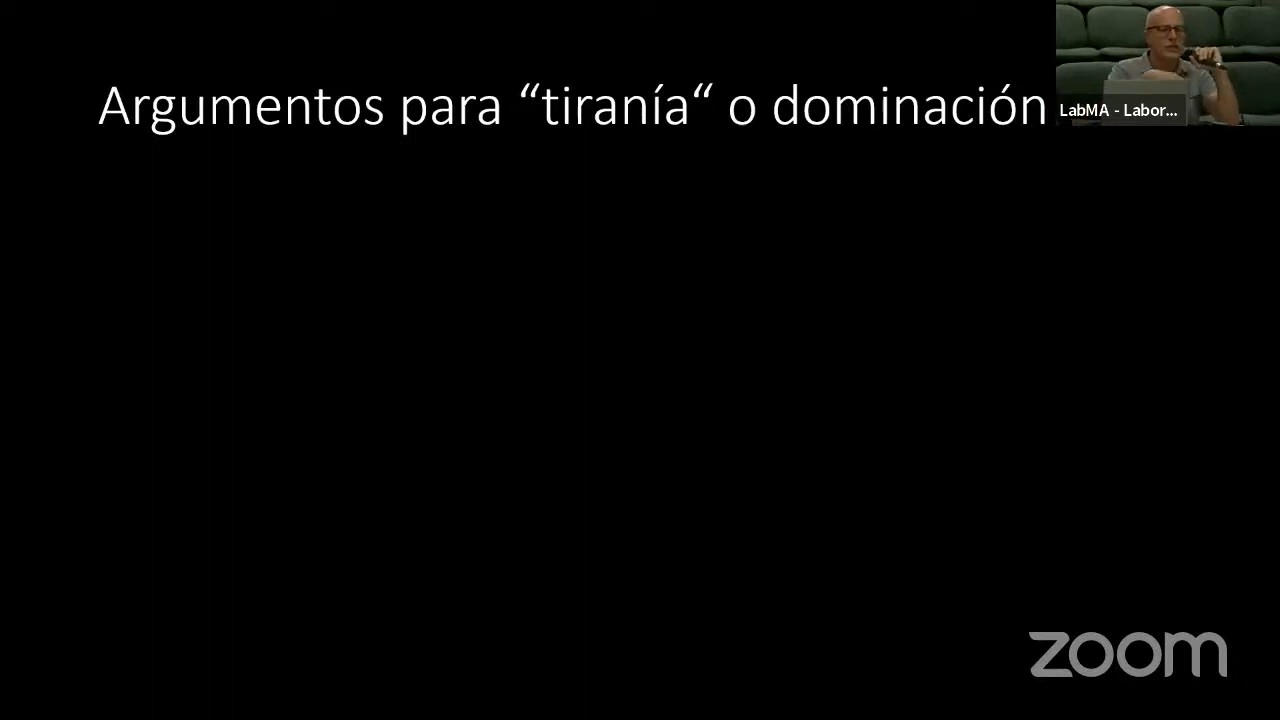 Argumentos para “tiranía“ o dominación
LabMA - Labor...
zoom